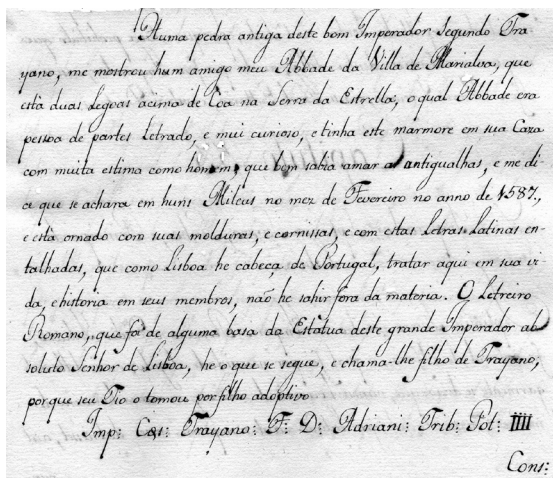 Huma pedra antiga deste bom Imperador segundo Tra-
yano, me mostrou hum amigo meu Abbade da Villa de Marialva, que
está duas legoas acima de Coa na Serra da Estrella, o qual Abbade era
pessoa de partes Letrado, e mui curioso, e tinha este marmore em sua Caza
com muita estima como homem, que bem sabia amar as antigualhas, e me di-
ce que se achara em huns Mileus no mez de Fevereiro no anno de 1587.,
e está ornado com suas molduras, e cornissas, e com estas Letras Latinas en-
talhadas, que como Lisboa he cabeça de Portugal, tratar aqui em sua vi-
da, e historia em seus membros, não he sahir fora da materia. O Letreiro
Romano, que foi de alguma basa da Estatua deste grande Imperador ab
soluto Senhor de Lisboa, he o que se segue, e chama-lhe filho de Trayano,
porque seu Tio o tomou por filho adoptivo
Imp: Cæs: Trayano: F: D: Adriani: Trib: Pot: IIII
Cons: